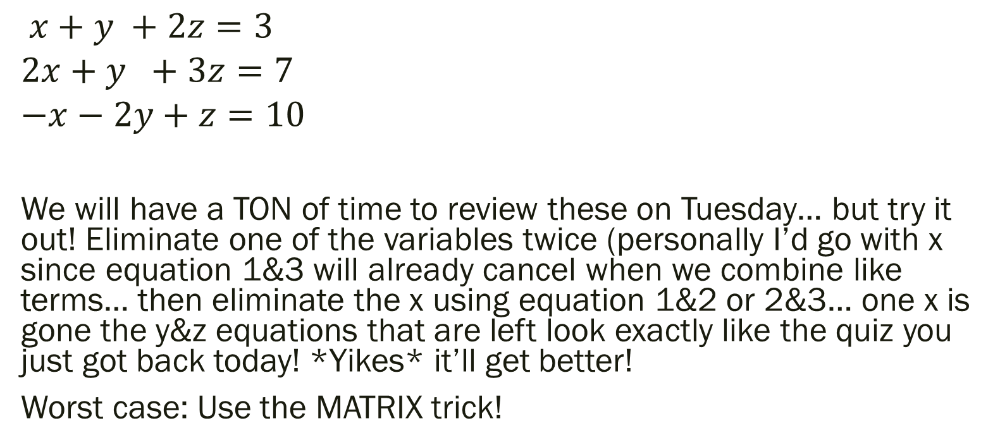 x + y + 2z = 3
2x + y + 3z = 7
−x − 2y + z = 10
We will have a TON of time to review these on Tuesday... but try it
out! Eliminate one of the variables twice (personally I’d go with x
since equation 1&3 will already cancel when we combine like
terms... then eliminate the x using equation 1&2 or 2&3... one x is
gone the y&z equations that are left look exactly like the quiz you
just got back today! *Yikes* it’ll get better!
Worst case: Use the MATRIX trick!